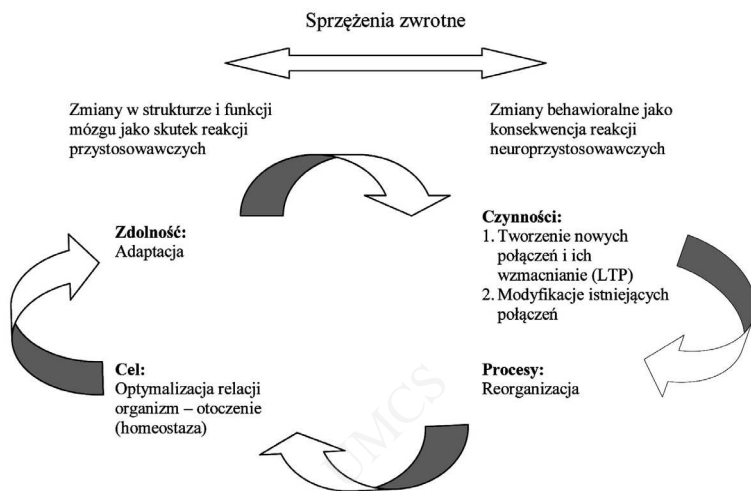 Sprzężenia zwrotne
Zmiany w strukturze i funkcji
mózgu jako skutek reakcji
przystosowawczych
Zmiany behawioralne jako
konsekwencja reakcji
neuroprzystosowawczych
Zdolność:
Adaptacja
Czynności:
1. Tworzenie nowych
połączeń i ich
wzmacnianie (LTP)
2. Modyfikacje istniejących
połączeń
Cel:
Optymalizacja relacji
organizm – otoczenie
(homeostaza)
Procesy:
Reorganizacja
UMCS